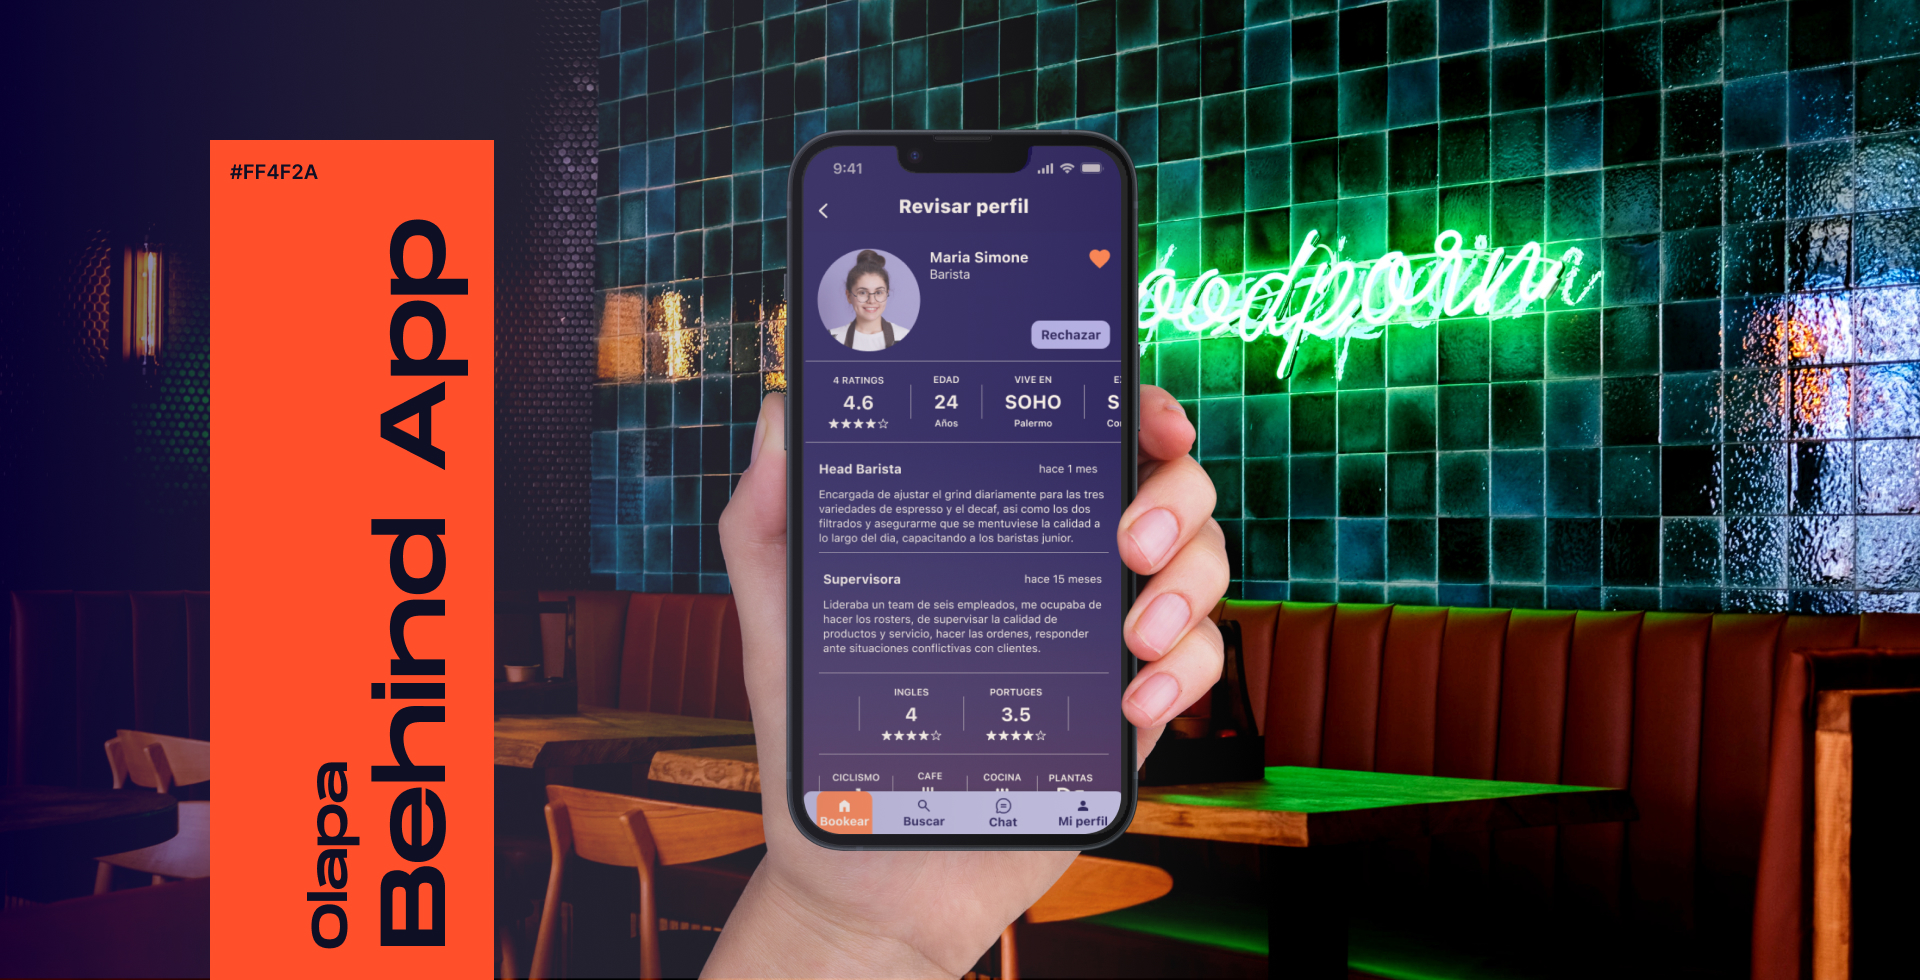 #FF4F2A
olapa
Behind App
9:41
Revisar perfil
Maria Simone
Barista
Rechazar
4 RATINGS
4.6
EDAD
24
Años
VIVE EN
SOHO
Palermo
Head Barista
hace 1 mes
Encargada de ajustar el grind diariamente para las tres
variedades de espresso y el decaf, asi como los dos
filtrados y asegurarme que se mentuviese la calidad a
lo largo del dia, capacitando a los baristas junior.
Supervisora
hace 15 meses
Lideraba un team de seis empleados, me ocupaba de
hacer los rosters, de supervisar la calidad de
productos y servicio, hacer las ordenes, responder
ante situaciones conflictivas con clientes.
INGLES
4
PORTUGES
3.5
CICLISMO
CAFE
COCINA
PLANTAS
Bookear
Buscar
Chat
Mi perfil
oodporn